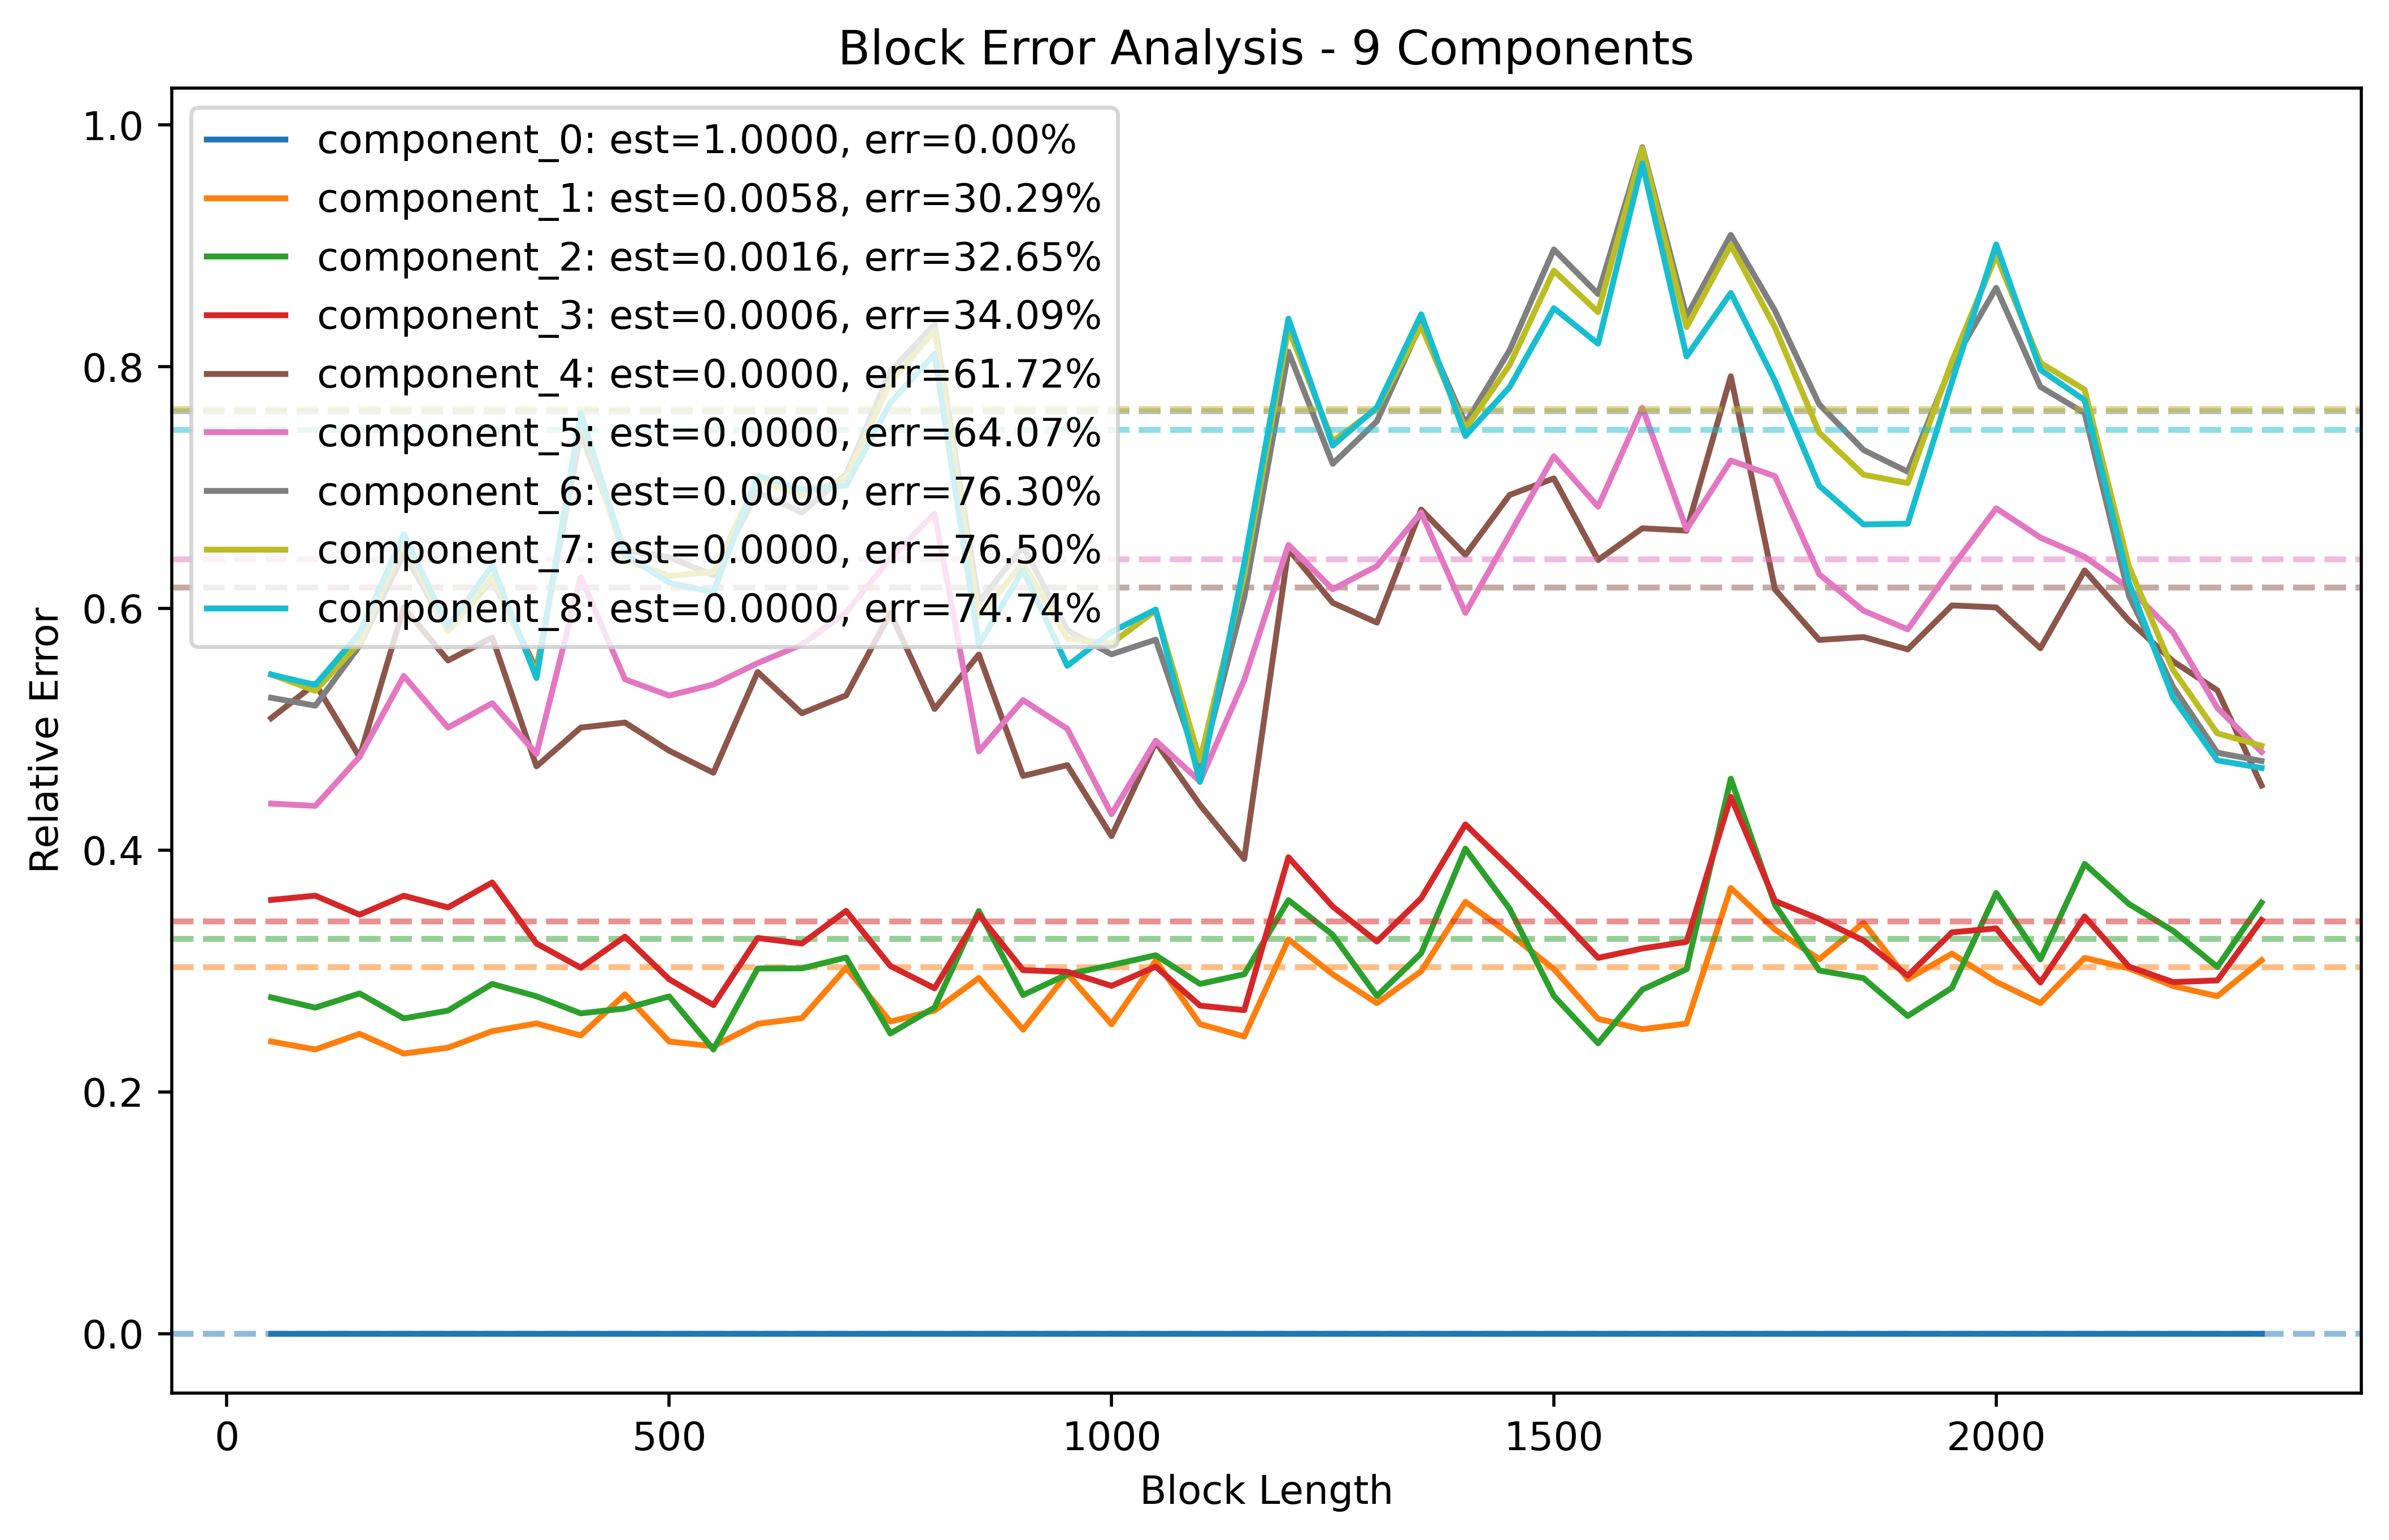 Block Error Analysis - 9 Components
1.0
0.8
0.6
0.4
0.2
0.0
Relative Error
component_0: est=1.0000, err=0.00%
component_1: est=0.0058, err=30.29%
component_2: est=0.0016, err=32.65%
component_3: est=0.0006, err=34.09%
component_4: est=0.0000, err=61.72%
component_5: est=0.0000, err=64.07%
component_6: est=0.0000, err=76.30%
component_7: est=0.0000, err=76.50%
component_8: est=0.0000, err=74.74%
0 500 1000 1500 2000
Block Length